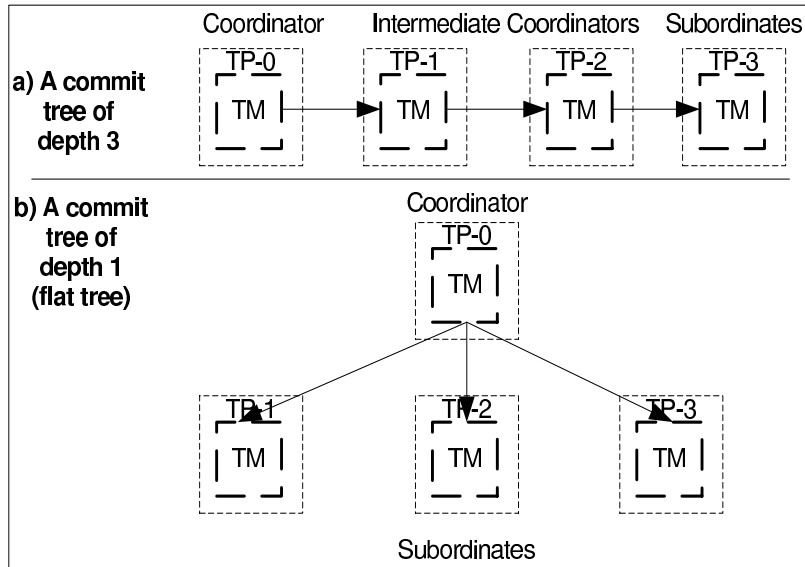 Coordinator Intermediate Coordinators Subordinates
TP-0 TP-1 TP-2 TP-3
a) A commit
tree of
depth 3
TM TM TM TM
b) A commit
tree of
depth 1
(flat tree)
Coordinator
TP-0
TM
TP-1 TP-2 TP-3
TM TM TM
Subordinates